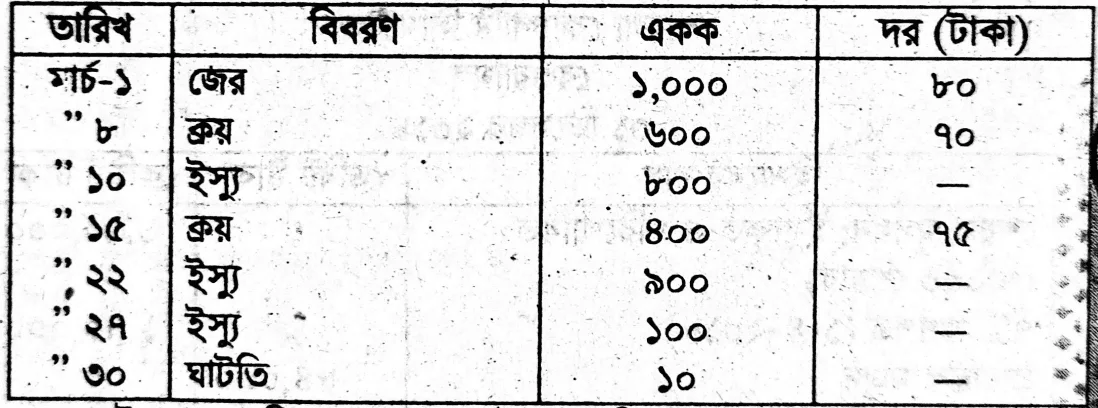 তারিখ বিবরণ একক দর (টাকা)
মার্চ-১ জের ১,০০০ ৮০
” ৮ ক্রয় ৬০০ ৭০
” ১০ ইস্যু ৮০০ —
” ১৫ ক্রয় ৪০০ ৭৫
” ২২ ইস্যু ৯০০ —
” ২৭ ইস্যু ১০০ —
” ৩০ ঘাটতি ১০ —